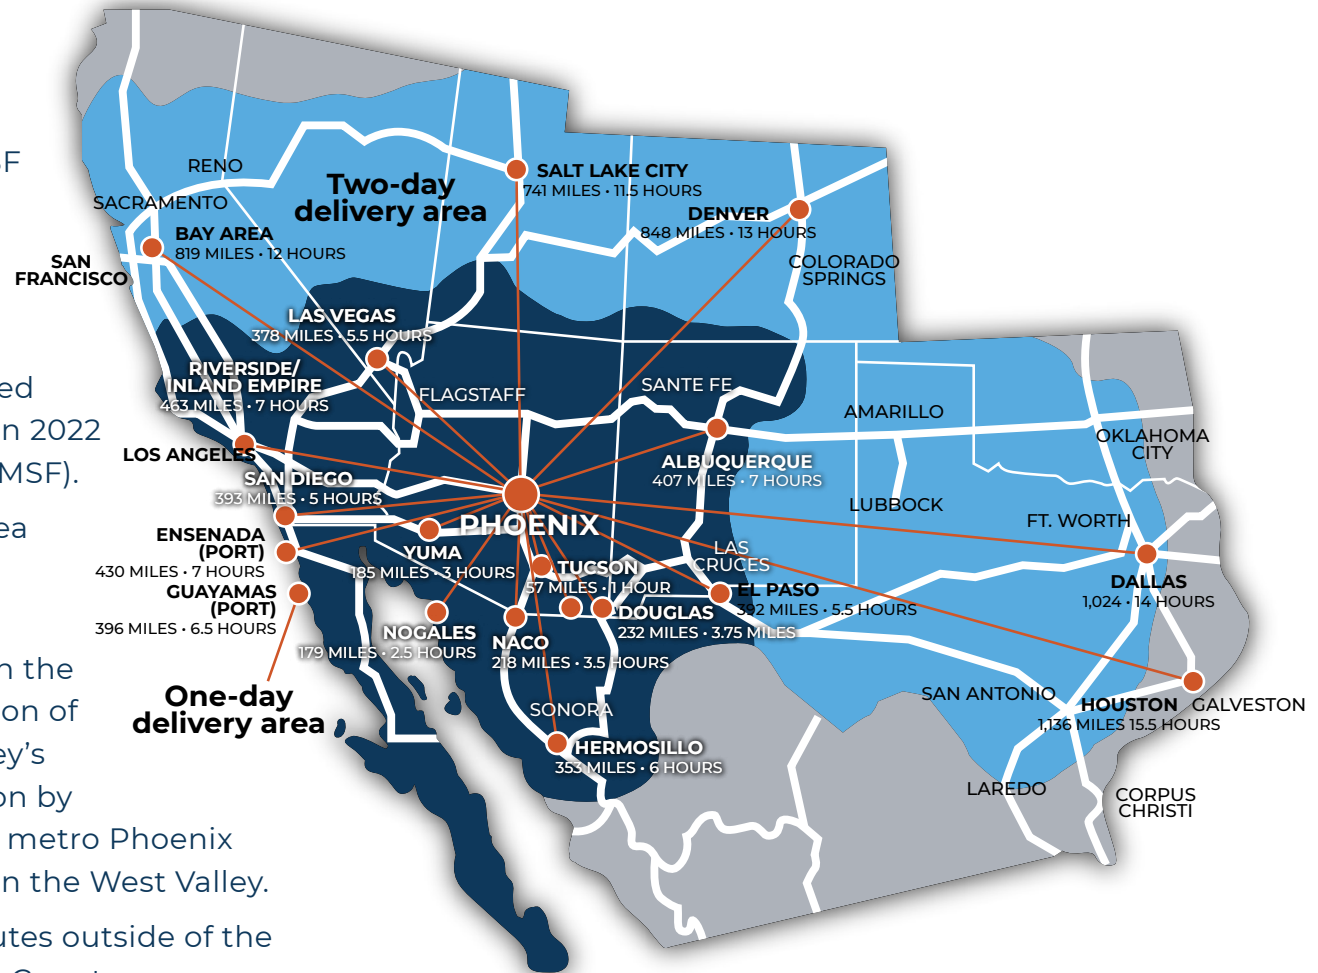 SF
ed
n 2022
MSF).
ea
n the
on of
ey’s
on by
metro Phoenix
n the West Valley.
utes outside of the
RENO
SACRAMENTO
BAY AREA
819 MILES • 12 HOURS
SAN
FRANCISCO
Two-day
delivery area
SALT LAKE CITY
741 MILES • 11.5 HOURS
DENVER
848 MILES • 13 HOURS
COLORADO
SPRINGS
LAS VEGAS
378 MILES • 5.5 HOURS
RIVERSIDE/
INLAND EMPIRE
463 MILES • 7 HOURS
FLAGSTAFF
SANTE FE
AMARILLO
OKLAHOMA
CITY
LOS ANGELES
SAN DIEGO
393 MILES • 5 HOURS
ALBUQUERQUE
407 MILES • 7 HOURS
LUBBOCK
FT. WORTH
PHOENIX
ENSENADA
(PORT)
430 MILES • 7 HOURS
YUMA
185 MILES • 3 HOURS
LAS
CRUCES
TUCSON
57 MILES • 1 HOUR
EL PASO
392 MILES • 5.5 HOURS
DALLAS
1,024 • 14 HOURS
GUAYAMAS
(PORT)
396 MILES • 6.5 HOURS
NOGALES
179 MILES • 2.5 HOURS
NACO
218 MILES • 3.5 HOURS
DOUGLAS
232 MILES • 3.75 MILES
One-day
delivery area
SONORA
HERMOSILLO
353 MILES • 6 HOURS
SAN ANTONIO
HOUSTON
1,136 MILES 15.5 HOURS
GALVESTON
LAREDO
CORPUS
CHRISTI